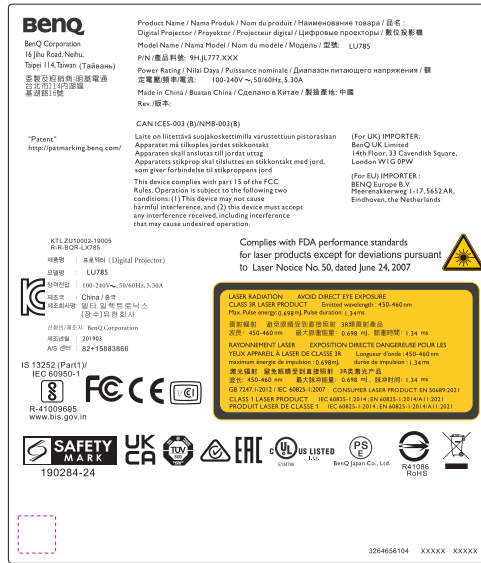 BenQ
BenQ Corporation
16 Jihu Road, Neihu,
Taipei 114,Taiwan (Тайвань)
委製及經銷商:明基電通
台北市114內湖區
基湖路16號
Product Name / Nama Produk / Nom du produit / Наименование товара / 品名 :
Digital Projector / Proyektor / Projecteur digital / Цифровые проекторы / 數位投影機
Model Name / Nama Model / Nom du modèle / Модель / 型號: LU785
P/N /產品料號: 9H.JL777.XXX
Power Rating / Nilai Daya / Puissance nominale / Диапазон питающего напряжения / 額
定電壓/頻率/電流: 100-240V~, 50/60Hz, 5.30A
Made in China / Buatan China / Сделано в Китае / 製造產地: 中國
Rev./版本:
CAN ICES-003 (B)/NMB-003(B)
"Patent"
http://patmarking.benq.com/
Laite on liitettävä suojakoskettimilla varustettuun pistorasiaan
Apparatet må tilkoples jordet stikkontakt
Apparaten skall anslutas till jordat uttag
Apparatets stikprop skal tilsluttes en stikkontakt med jord,
som giver forbindelse til stikproppens jord
This device complies with part 15 of the FCC
Rules. Operation is subject to the following two
conditions: (1) This device may not cause
harmful interference, and (2) this device must accept
any interference received, including interference
that may cause undesired operation.
(For UK) IMPORTER:
BenQ UK Limited
14th Floor, 33 Cavendish Square,
London W1G 0PW
(For EU) IMPORTER :
BENQ Europe B.V.
Meerenakkerweg 1-17, 5652 AR,
Eindhoven, the Netherlands
KTL ZU10002-19005
R-R-BQR-LX785
제품명 : 프로젝터 (Digital Projector)
모델명 : LU785
정격전압 : 100-240V~, 50/60Hz, 5.30A
제조국 : China / 중국
제조회사명: 델타 일렉트로닉스
(장수)유한회사
신청인/제조자: BenQ Corporation
제조년월 : 201903
A/S 센터 : 82+15883866
Complies with FDA performance standards
for laser products except for deviations pursuant
to Laser Notice No. 50, dated June 24, 2007
LASER RADIATION AVOID DIRECT EYE EXPOSURE
CLASS 3R LASER PRODUCT Emitted wavelength : 450-460 nm
Max. Pulse energy:0.698mJ, Pulse duration: 1.34 ms
雷射輻射 避免眼睛受到直接照射 3R類雷射產品
波長: 450-460 nm 最大脈衝能量: 0.698 mJ, 脈衝時間: 1.34 ms
RAYONNEMENT LASER EXPOSITION DIRECTE DANGEREUSE POUR LES
YEUX APPAREIL À LASER DE CLASSE 3R Longueur d'onde : 450-460 nm
maximum énergie de impulsion : 0.698mJ, durée de impulsion : 1.34 ms
激光辐射 避免眼睛受到直接照射 3R类激光产品
波长: 450-460 nm 最大脉冲能量: 0.698 mJ, 脉冲时间: 1.34 ms
GB 7247.1-2012 / IEC 60825-1:2007 CONSUMER LASER PRODUCT: EN 50689:2021
CLASS 1 LASER PRODUCT IEC 60825-1:2014 ; EN 60825-1:2014/A11:2021
PRODUIT LASER DE CLASSE 1 IEC 60825-1:2014 ; EN 60825-1:2014/A11:2021
IS 13252 (Part1)/
IEC 60950-1
R-41009695
www.bis.gov.in
FC CE
SAFETY
MARK
190284-24
UK
CA
TÜV
SÜD
EAC
c UL us LISTED
I.T.E.
E134786
PS
E
BenQ Japan Co., Ltd.
R41086
RoHS
3264656104 XXXXX XXXXX